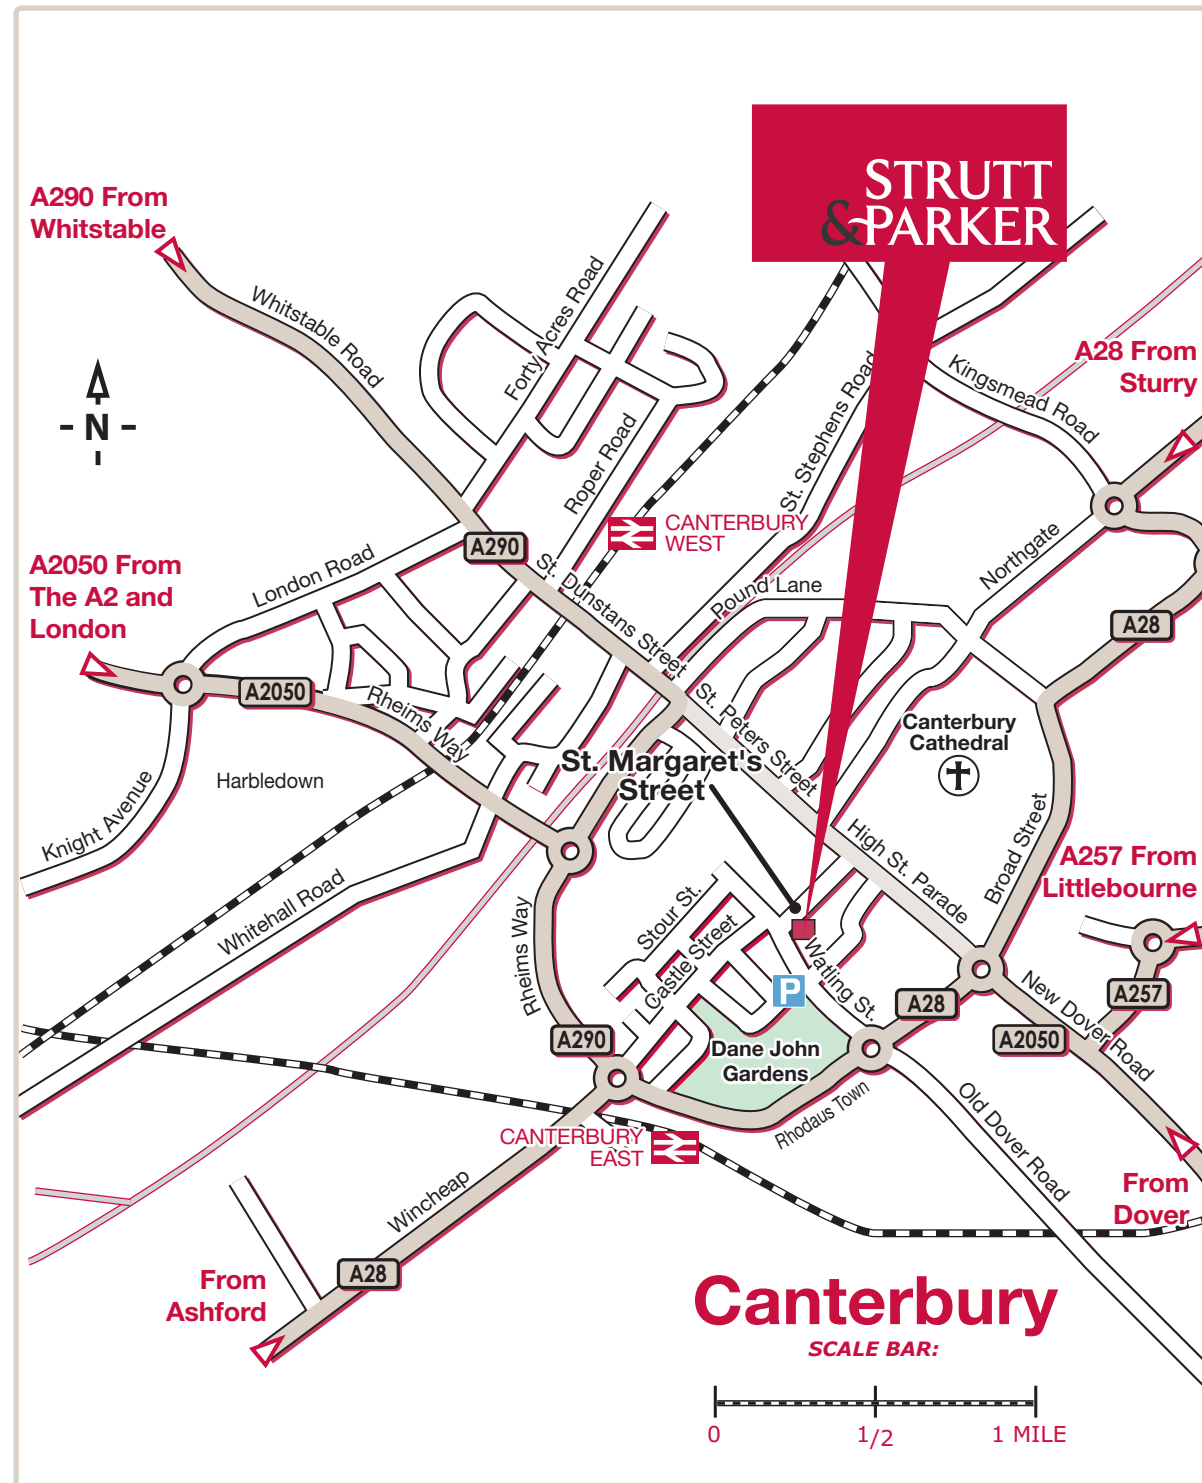 STRUTT
&PARKER
A290 From
Whitstable
Whitstable Road
Forty Acres Road
A28 From
Sturry
Kingsmead Road
St. Stephens Road
N
Roper Road
CANTERBURY
WEST
A290
London Road
A2050 From
The A2 and
London
St. Dunstans Street
Pound Lane
Northgate
A28
A2050
Rheims Way
St. Peters Street
Canterbury
Cathedral
St. Margaret's
Street
Harbledown
Knight Avenue
High St. Parade
Broad Street
A257 From
Littlebourne
Whitehall Road
Stour St.
Castle Street
Rheims Way
Watling St.
P
A257
A28
New Dover Road
A2050
A290
Dane John
Gardens
Rhodaus Town
Old Dover Road
CANTERBURY
EAST
Wincheap
From
Dover
A28
From
Ashford
Canterbury
SCALE BAR:
0
1/2
1 MILE